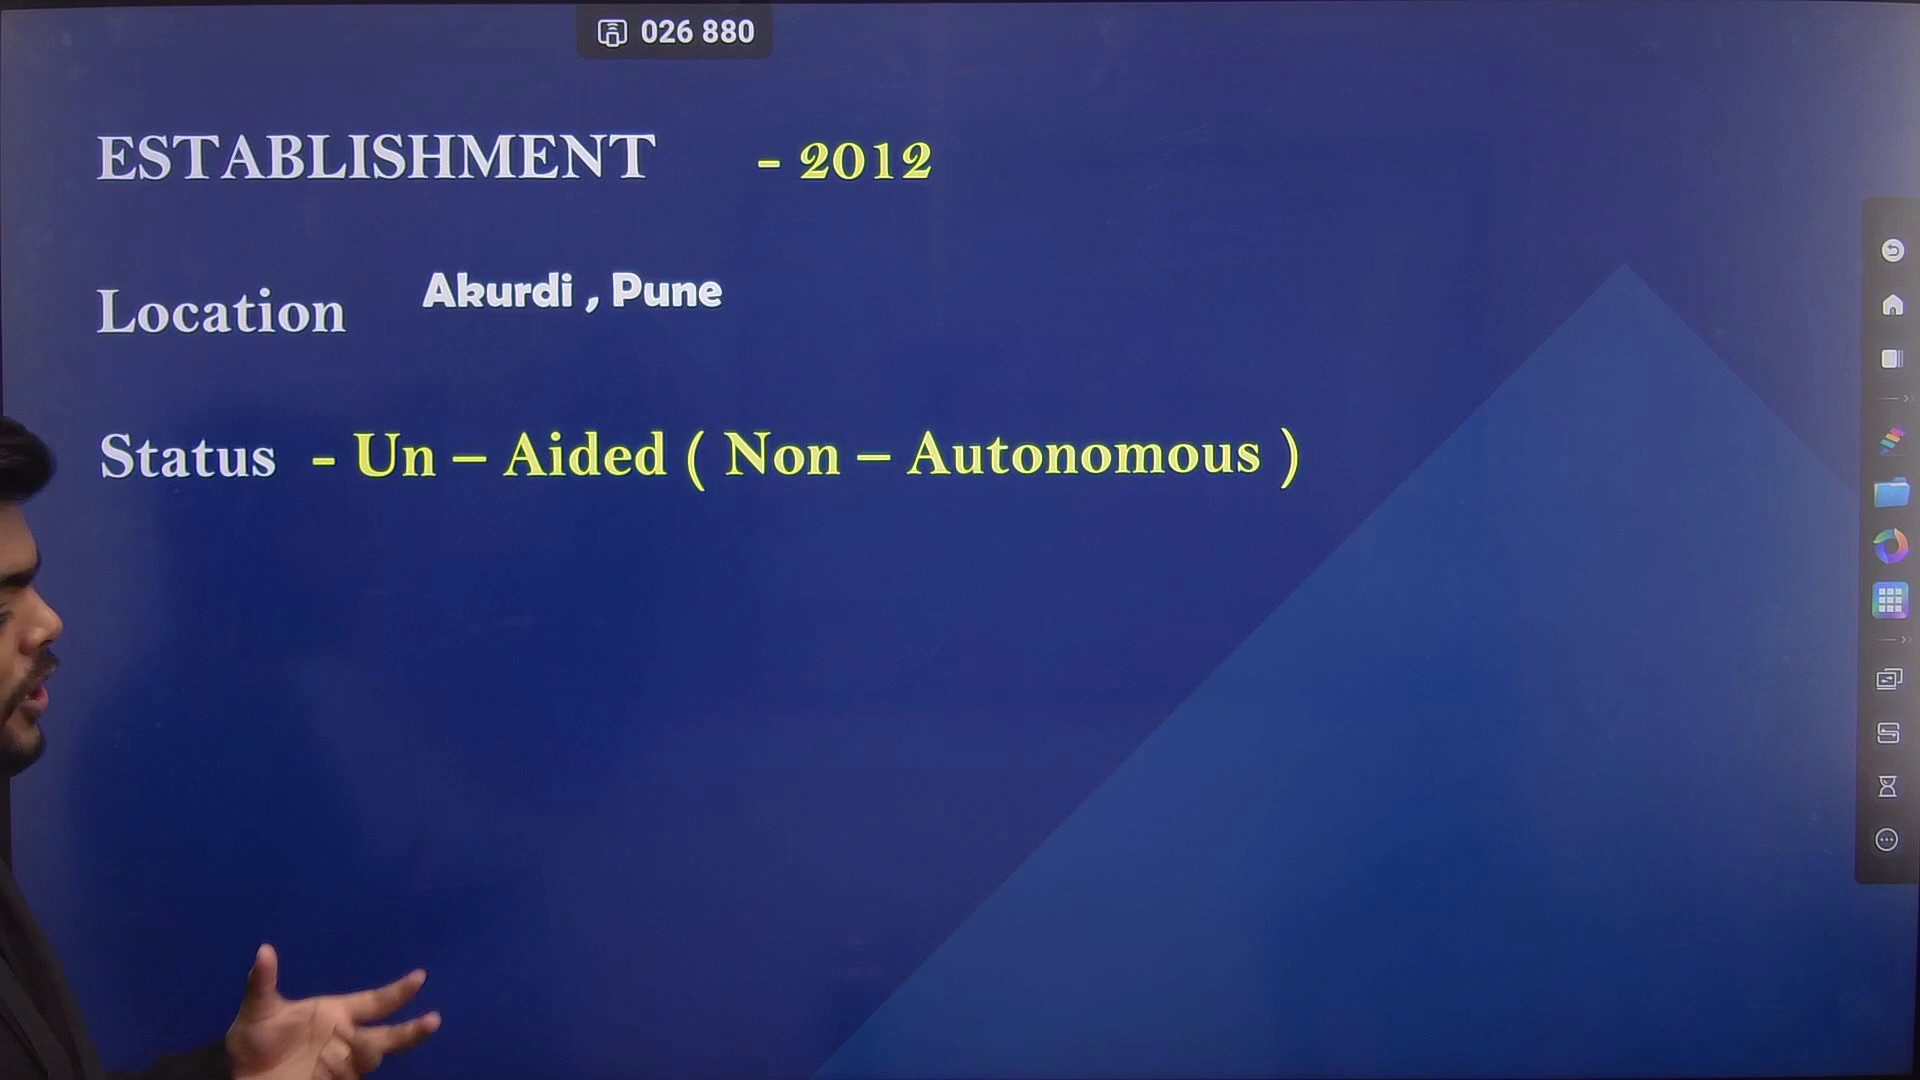 026 880
ESTABLISHMENT - 2012
Location Akurdi , Pune
Status - Un – Aided ( Non – Autonomous )